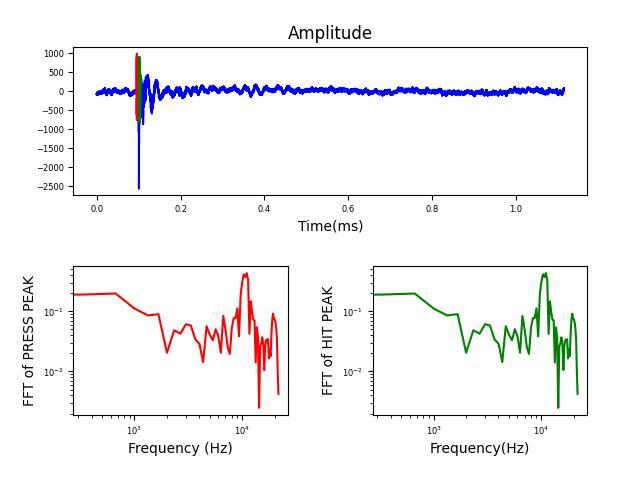 Amplitude
1000
500
0
−500
−1000
−1500
−2000
−2500
0.0 0.2 0.4 0.6 0.8 1.0
Time(ms)
FFT of PRESS PEAK
10⁻¹
10⁻²
10³ 10⁴
Frequency (Hz)
FFT of HIT PEAK
10⁻¹
10⁻²
10³ 10⁴
Frequency(Hz)